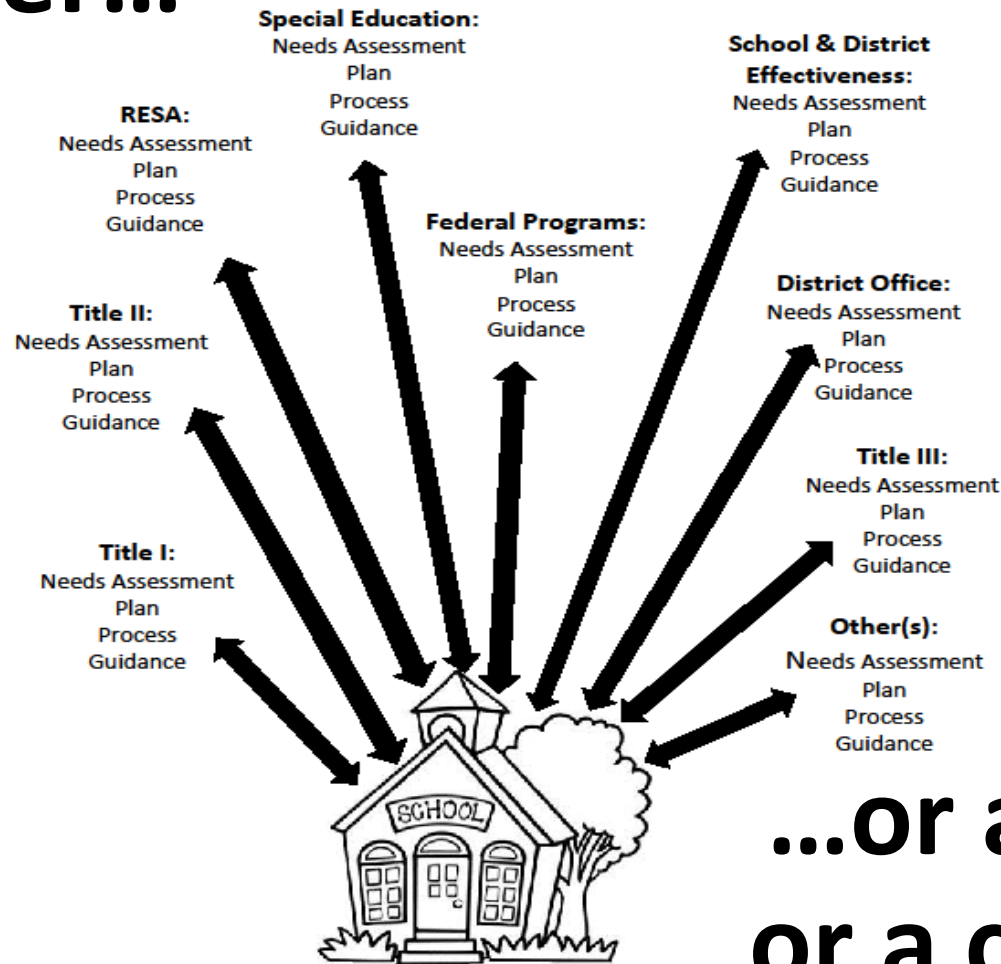 Special Education:
Needs Assessment
Plan
Process
Guidance
School & District
Effectiveness:
Needs Assessment
Plan
Process
Guidance
RESA:
Needs Assessment
Plan
Process
Guidance
Federal Programs:
Needs Assessment
Plan
Process
Guidance
District Office:
Needs Assessment
Plan
Process
Guidance
Title II:
Needs Assessment
Plan
Process
Guidance
Title III:
Needs Assessment
Plan
Process
Guidance
Title I:
Needs Assessment
Plan
Process
Guidance
Other(s):
Needs Assessment
Plan
Process
Guidance
SCHOOL
...or a
or a